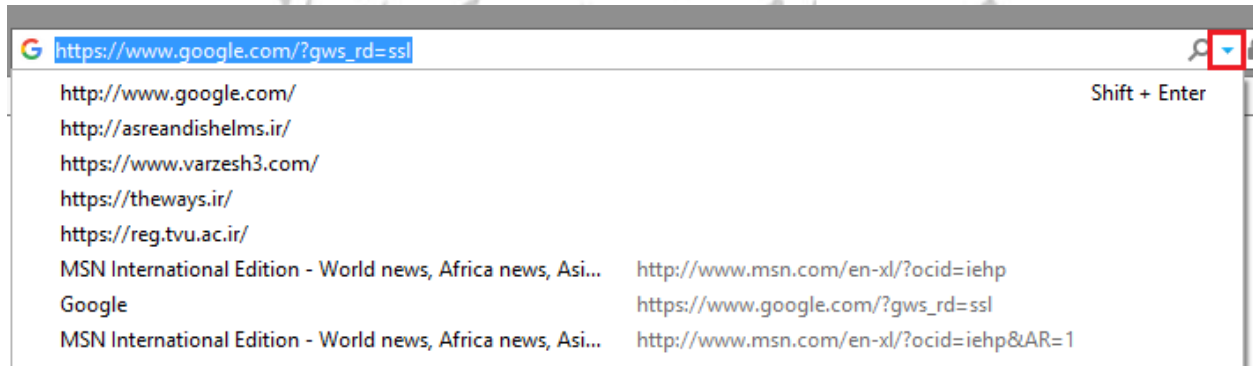 https://www.google.com/?gws_rd=ssl
http://www.google.com/ Shift + Enter
http://asreandishelms.ir/
https://www.varzesh3.com/
https://theways.ir/
https://reg.tvu.ac.ir/
MSN International Edition - World news, Africa news, Asi... http://www.msn.com/en-xl/?ocid=iehp
Google https://www.google.com/?gws_rd=ssl
MSN International Edition - World news, Africa news, Asi... http://www.msn.com/en-xl/?ocid=iehp&AR=1